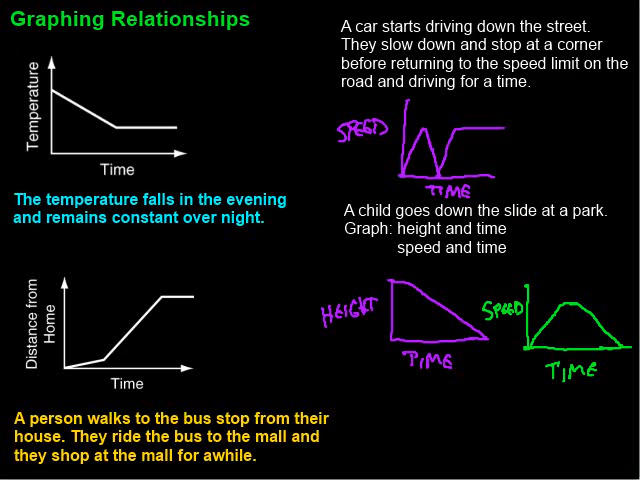 Graphing Relationships
Temperature
Time
The temperature falls in the evening
and remains constant over night.
Distance from
Home
Time
A person walks to the bus stop from their
house. They ride the bus to the mall and
they shop at the mall for awhile.
A car starts driving down the street.
They slow down and stop at a corner
before returning to the speed limit on the
road and driving for a time.
SPEED
TIME
A child goes down the slide at a park.
Graph: height and time
speed and time
HEIGHT
TIME
SPEED
TIME